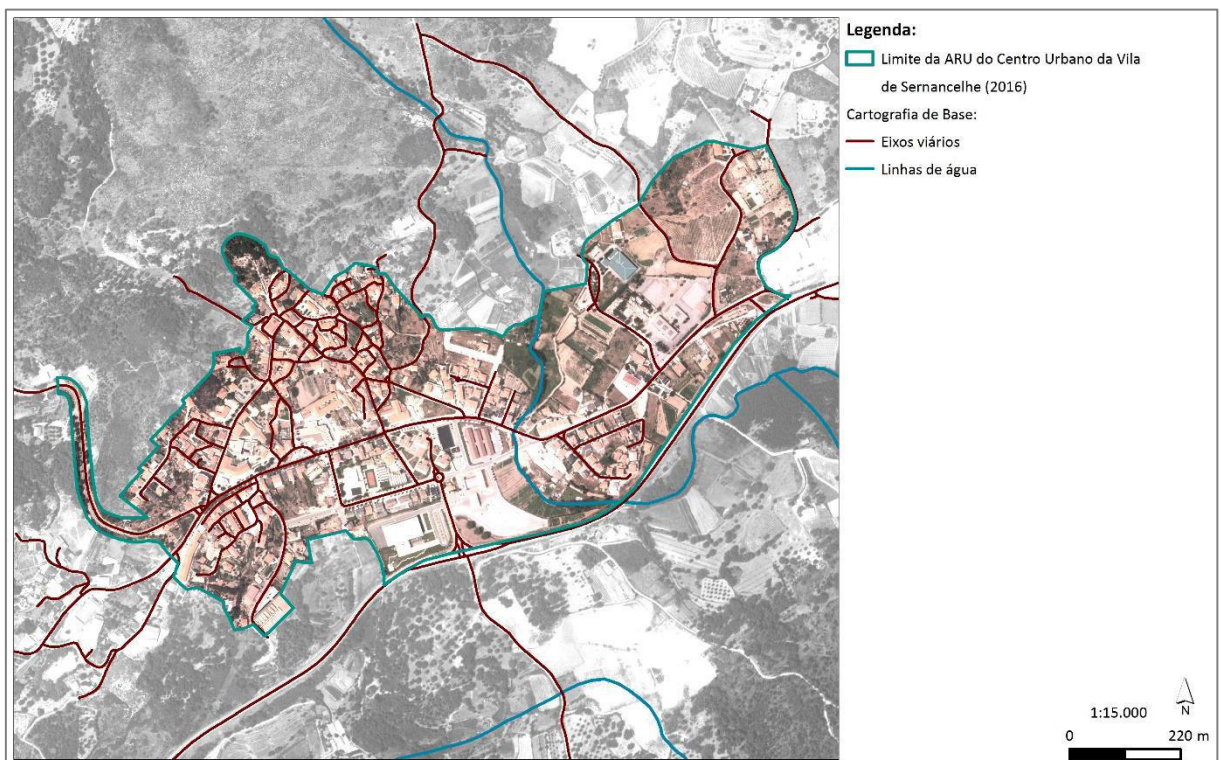 Legenda:
Limite da ARU do Centro Urbano da Vila
de Sernancelhe (2016)
Cartografia de Base:
Eixos viários
Linhas de água
1:15.000
N
0 220 m